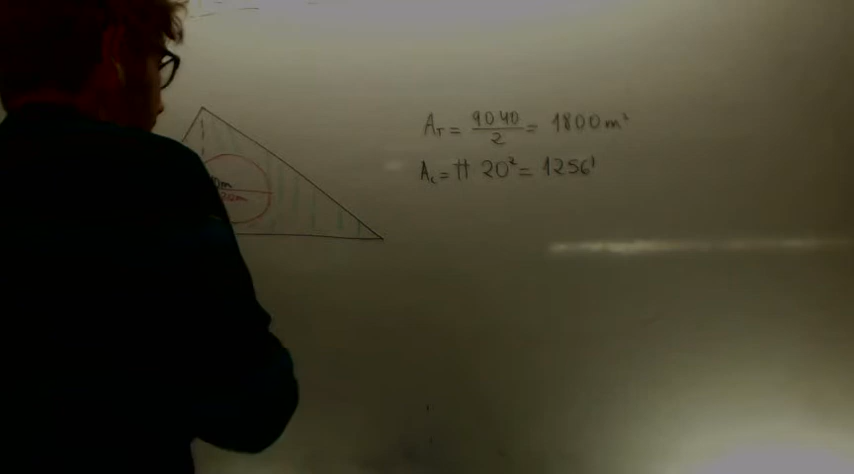 A_T = 90 40 / 2 = 1800 m²
A_C = π 20² = 1256